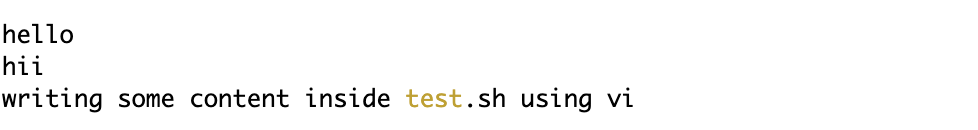 hello
hii
writing some content inside test.sh using vi